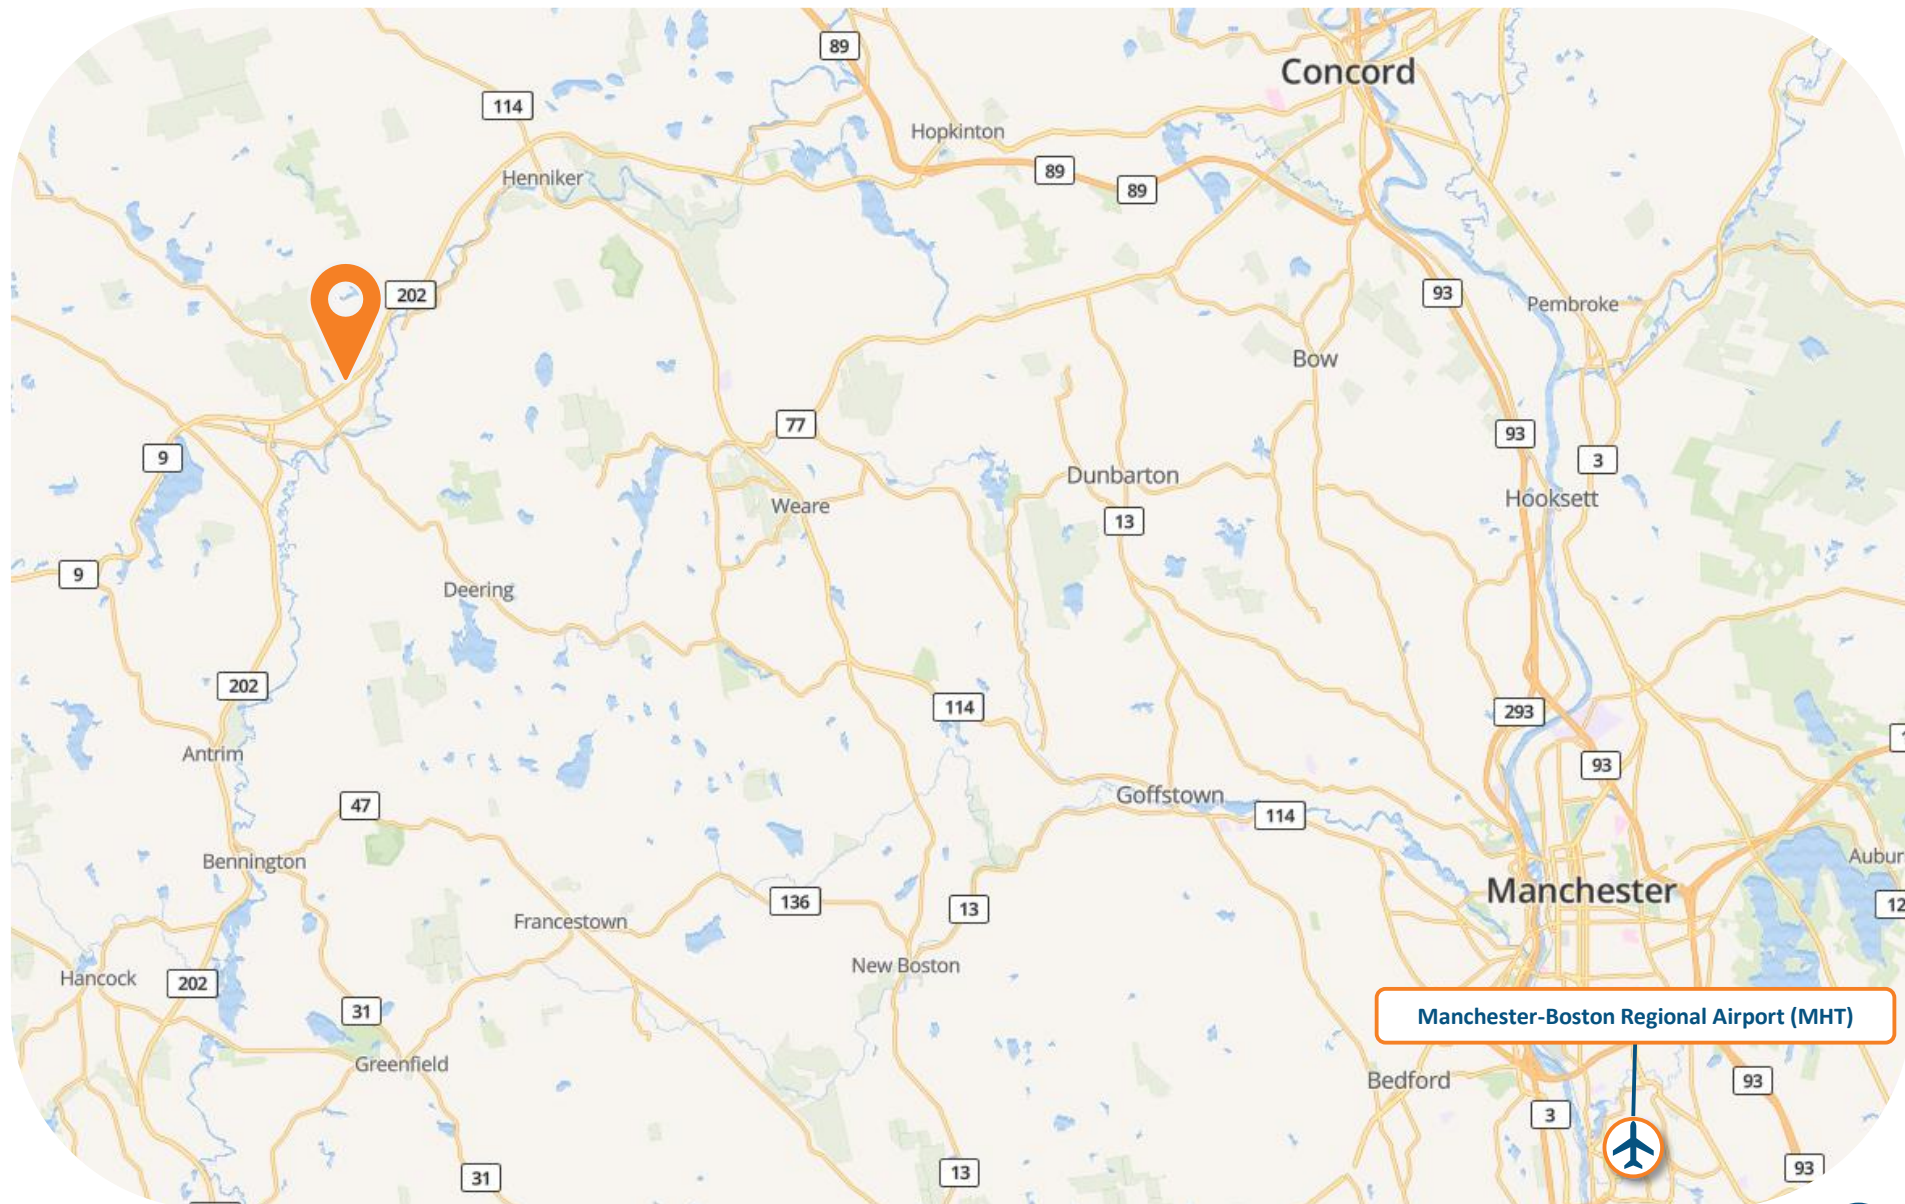 89
Concord
114
Hopkinton
89
89
Henniker
202
93
Pembroke
Bow
77
93
9
3
Dunbarton
Hooksett
Weare
13
9
Deering
202
114
293
Antrim
93
47
Goffstown
114
Bennington
Manchester
136
13
12
Francestown
New Boston
Hancock
202
31
Manchester-Boston Regional Airport (MHT)
Greenfield
Bedford
93
3
93
13
31